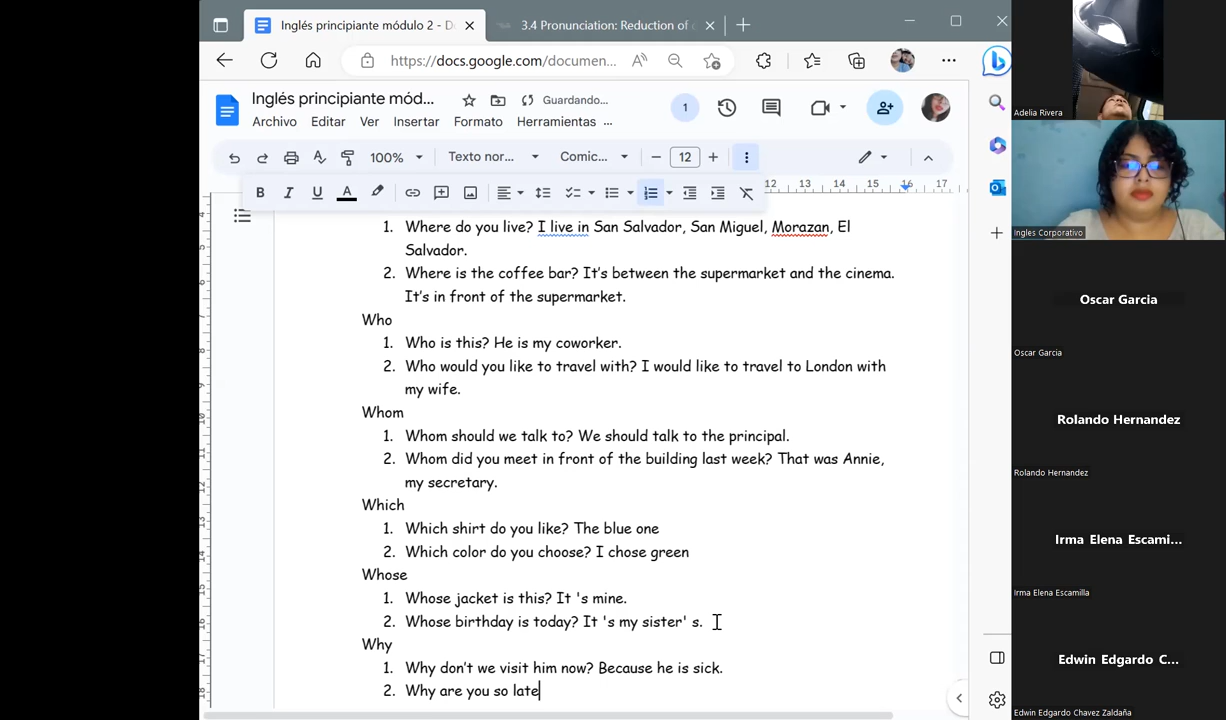 Inglés principiante módulo 2 - D
3.4 Pronunciation: Reduction of
https://docs.google.com/documen...
Inglés principiante mód...
Guardando...
1
Archivo Editar Ver Insertar Formato Herramientas ...
100% Texto nor... Comic... 12
12 13 14 15 16 17
1. Where do you live? I live in San Salvador, San Miguel, Morazan, El
Salvador.
2. Where is the coffee bar? It's between the supermarket and the cinema.
It's in front of the supermarket.
Who
1. Who is this? He is my coworker.
2. Who would you like to travel with? I would like to travel to London with
my wife.
Whom
1. Whom should we talk to? We should talk to the principal.
2. Whom did you meet in front of the building last week? That was Annie,
my secretary.
Which
1. Which shirt do you like? The blue one
2. Which color do you choose? I chose green
Whose
1. Whose jacket is this? It 's mine.
2. Whose birthday is today? It 's my sister' s.
Why
1. Why don't we visit him now? Because he is sick.
2. Why are you so late
Adelia Rivera
Ingles Corporativo
Oscar Garcia
Oscar Garcia
Rolando Hernandez
Rolando Hernandez
Irma Elena Escami...
Irma Elena Escamilla
Edwin Edgardo C...
Edwin Edgardo Chavez Zaldaña